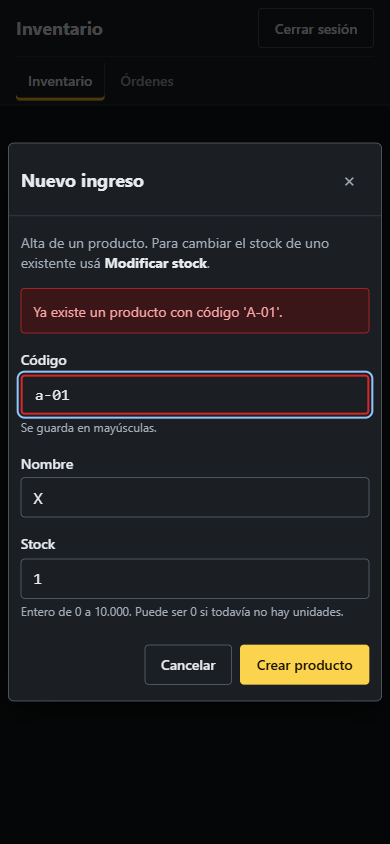 Inventario
Cerrar sesión
Inventario
Órdenes
Nuevo ingreso
×
Alta de un producto. Para cambiar el stock de uno
existente usá Modificar stock.
Ya existe un producto con código 'A-01'.
Código
a-01
Se guarda en mayúsculas.
Nombre
X
Stock
1
Entero de 0 a 10.000. Puede ser 0 si todavía no hay unidades.
Cancelar
Crear producto